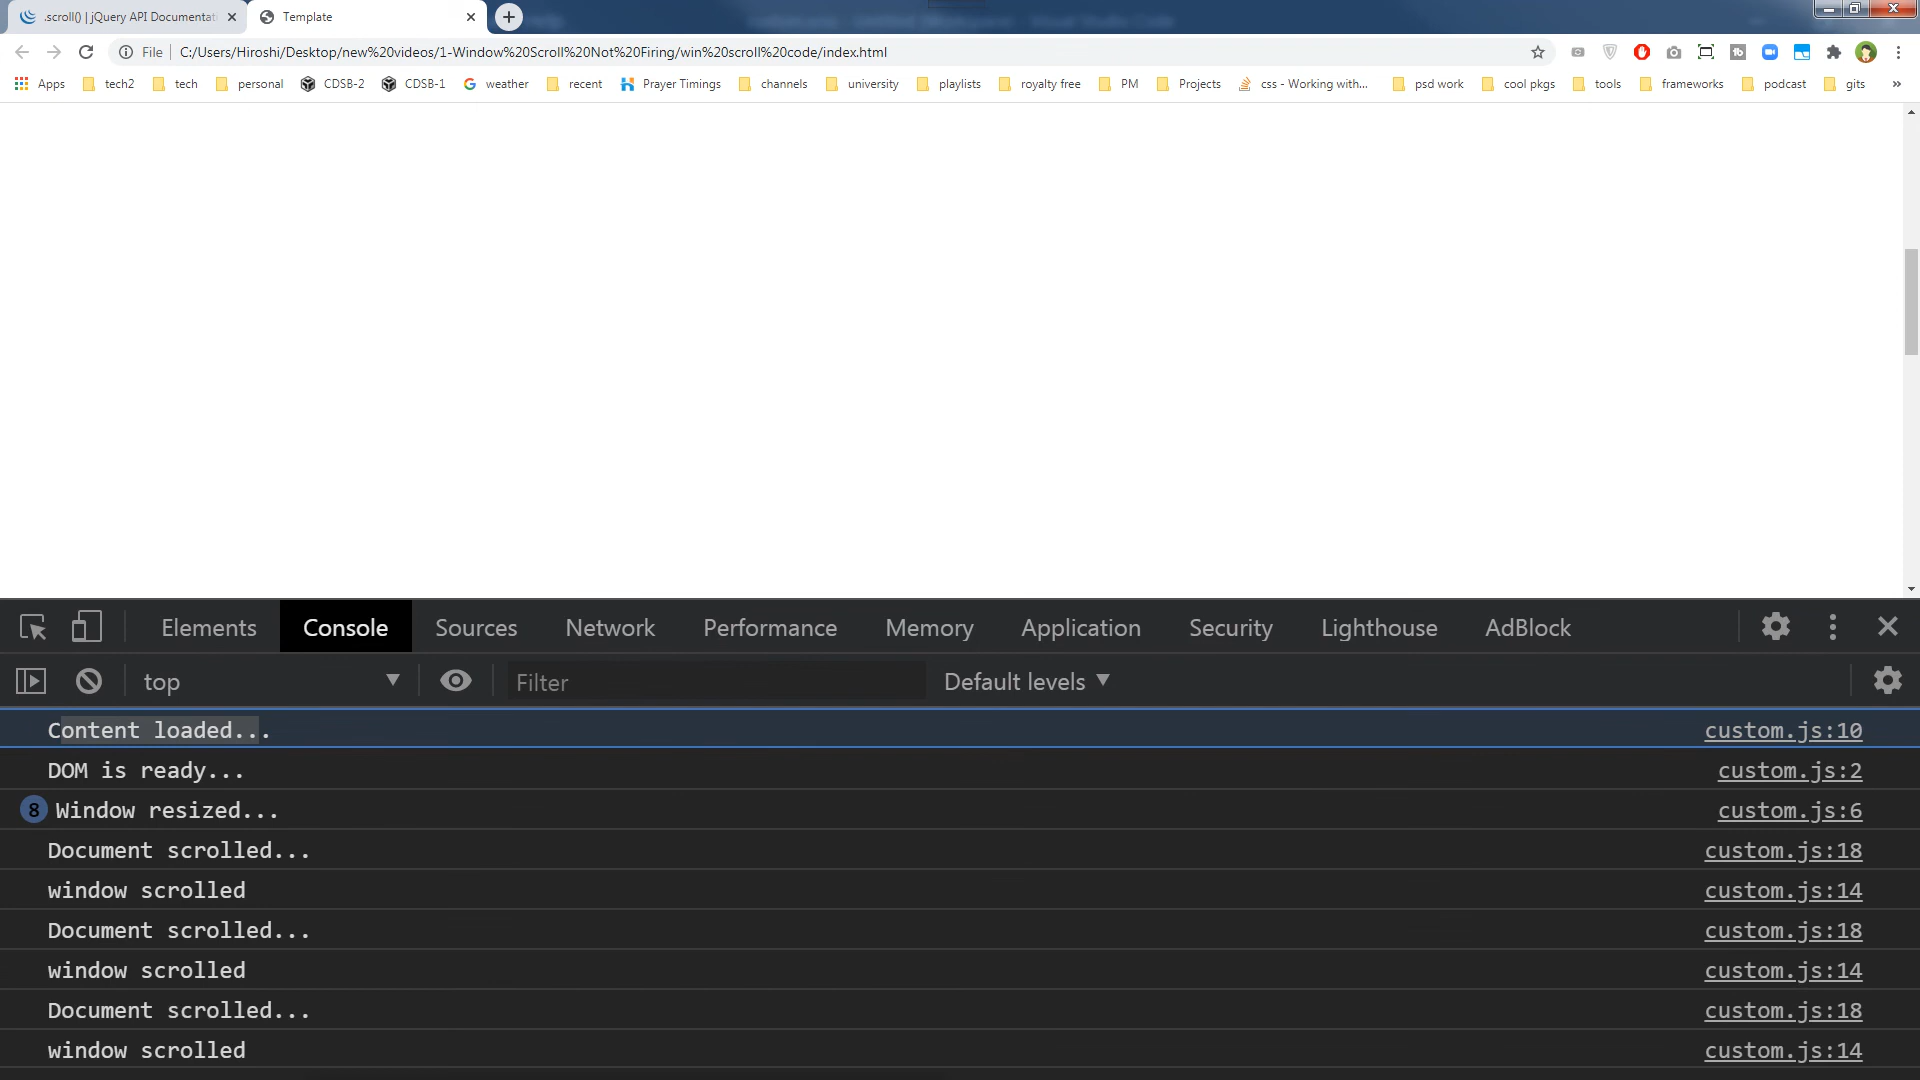 .scroll() | jQuery API Documentati
Template
File
C:/Users/Hiroshi/Desktop/new%20videos/1-Window%20Scroll%20Not%20Firing/win%20scroll%20code/index.html
Apps tech2 tech personal CDSB-2 CDSB-1 weather recent Prayer Timings channels university playlists royalty free PM Projects css - Working with... psd work cool pkgs tools frameworks podcast gits »
Elements Console Sources Network Performance Memory Application Security Lighthouse AdBlock
top Filter Default levels
Content loaded... custom.js:10
DOM is ready... custom.js:2
8 Window resized... custom.js:6
Document scrolled... custom.js:18
window scrolled custom.js:14
Document scrolled... custom.js:18
window scrolled custom.js:14
Document scrolled... custom.js:18
window scrolled custom.js:14